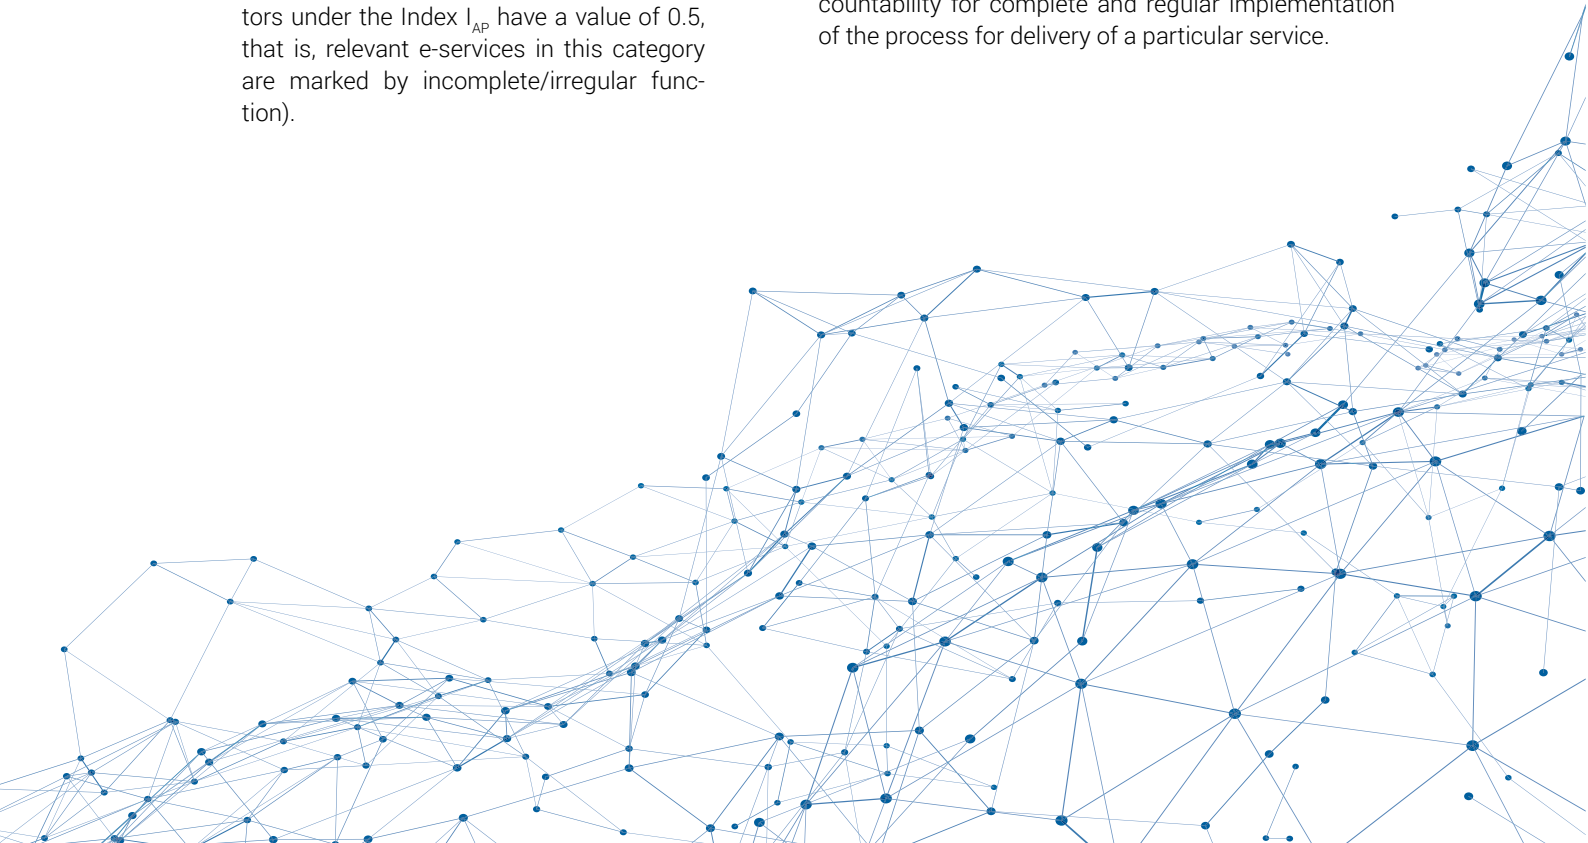 tors under the Index I_AP have a value of 0.5,
that is, relevant e-services in this category
are marked by incomplete/irregular func-
tion).
countability for complete and regular implementation
of the process for delivery of a particular service.